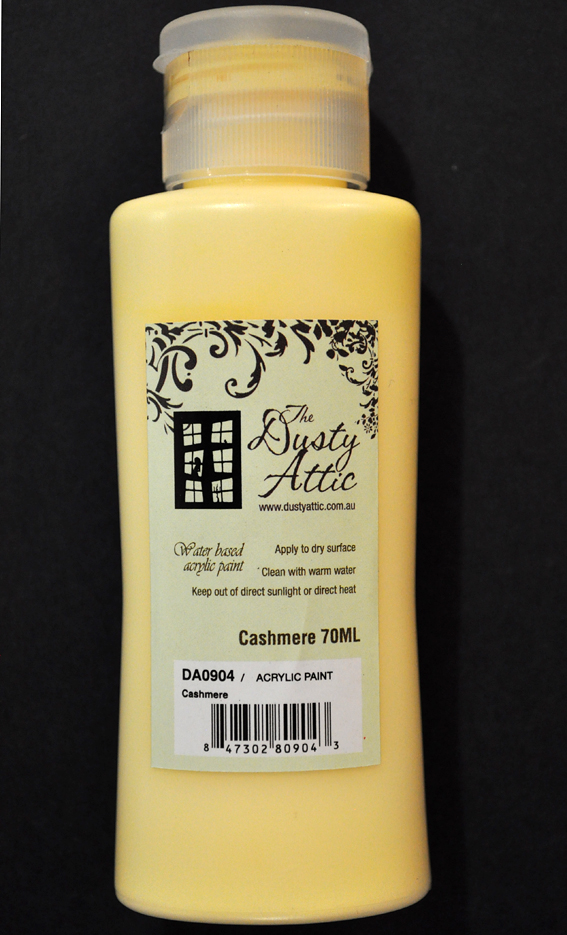 The
Dusty
Attic
www.dustyattic.com.au
Water based
acrylic paint
Apply to dry surface
Clean with warm water
Keep out of direct sunlight or direct heat
Cashmere 70ML
DA0904 / ACRYLIC PAINT
Cashmere
8 47302 80904 3